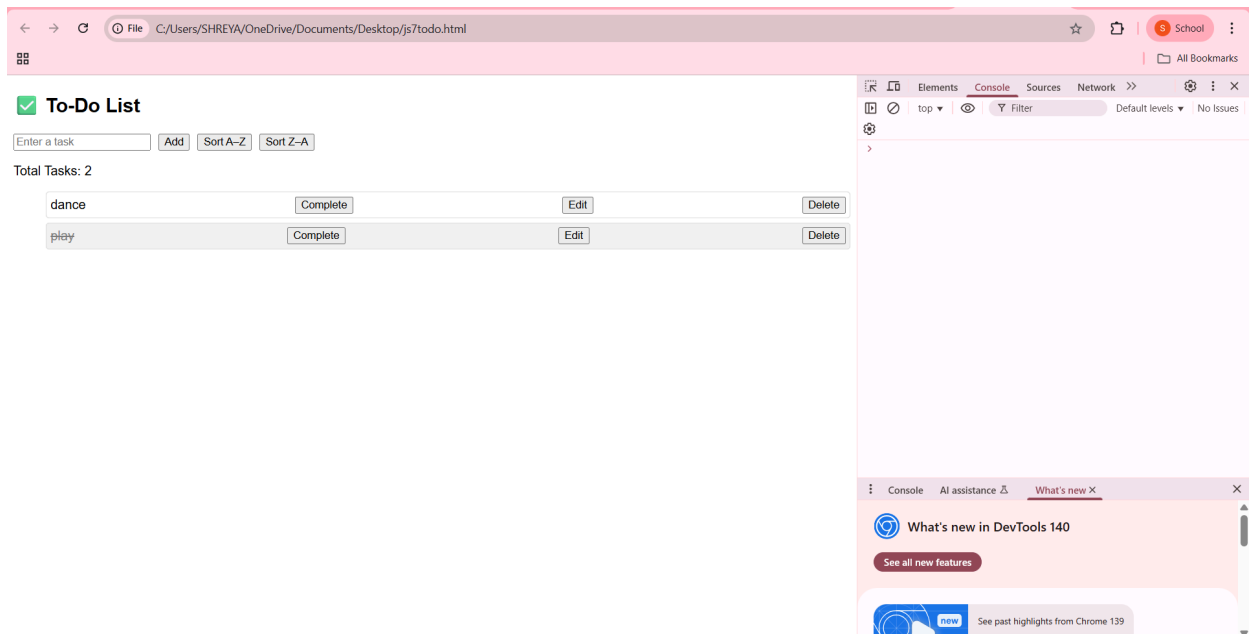 File C:/Users/SHREYA/OneDrive/Documents/Desktop/js7todo.html
S School
All Bookmarks
Elements Console Sources Network
top Filter Default levels No Issues
To-Do List
Enter a task Add Sort A–Z Sort Z–A
Total Tasks: 2
dance Complete Edit Delete
play Complete Edit Delete
Console AI assistance What's new
What's new in DevTools 140
See all new features
new See past highlights from Chrome 139